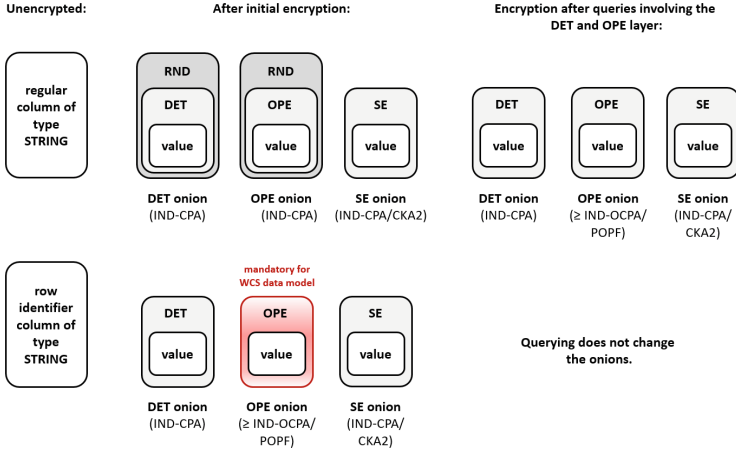 Unencrypted:
After initial encryption:
Encryption after queries involving the
DET and OPE layer:
regular
column of
type
STRING
RND
DET
value
DET onion
(IND-CPA)
RND
OPE
value
OPE onion
(IND-CPA)
SE
value
SE onion
(IND-CPA/CKA2)
DET
value
DET onion
(IND-CPA)
OPE
value
OPE onion
(≥ IND-OCPA/
POPF)
SE
value
SE onion
(IND-CPA/
CKA2)
row
identifier
column of
type
STRING
DET
value
DET onion
(IND-CPA)
mandatory for
WCS data model
OPE
value
OPE onion
(≥ IND-OCPA/
POPF)
SE
value
SE onion
(IND-CPA/
CKA2)
Querying does not change
the onions.